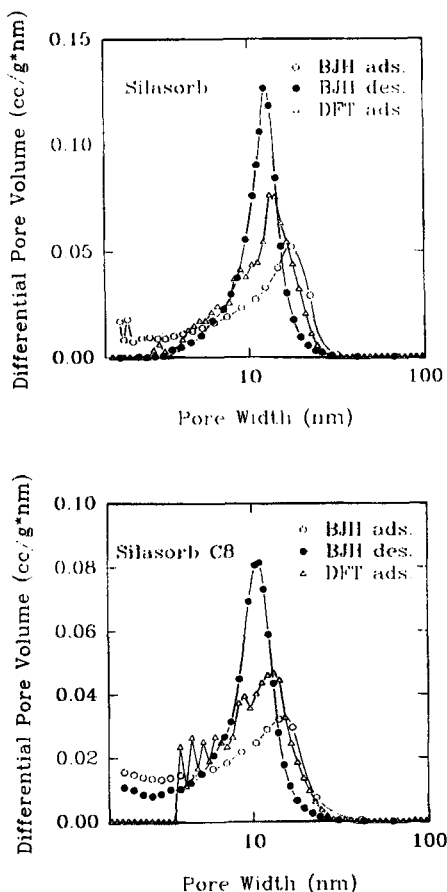 0.15
0.10
0.05
0.00
Differential Pore Volume (cc/g*nm)
Silasorb
BJH ads.
BJH des.
DFT ads.
10
100
Pore Width (nm)
0.10
0.08
0.06
0.04
0.02
0.00
Differential Pore Volume (cc/g*nm)
Silasorb C8
BJH ads.
BJH des.
DFT ads.
10
100
Pore Width (nm)